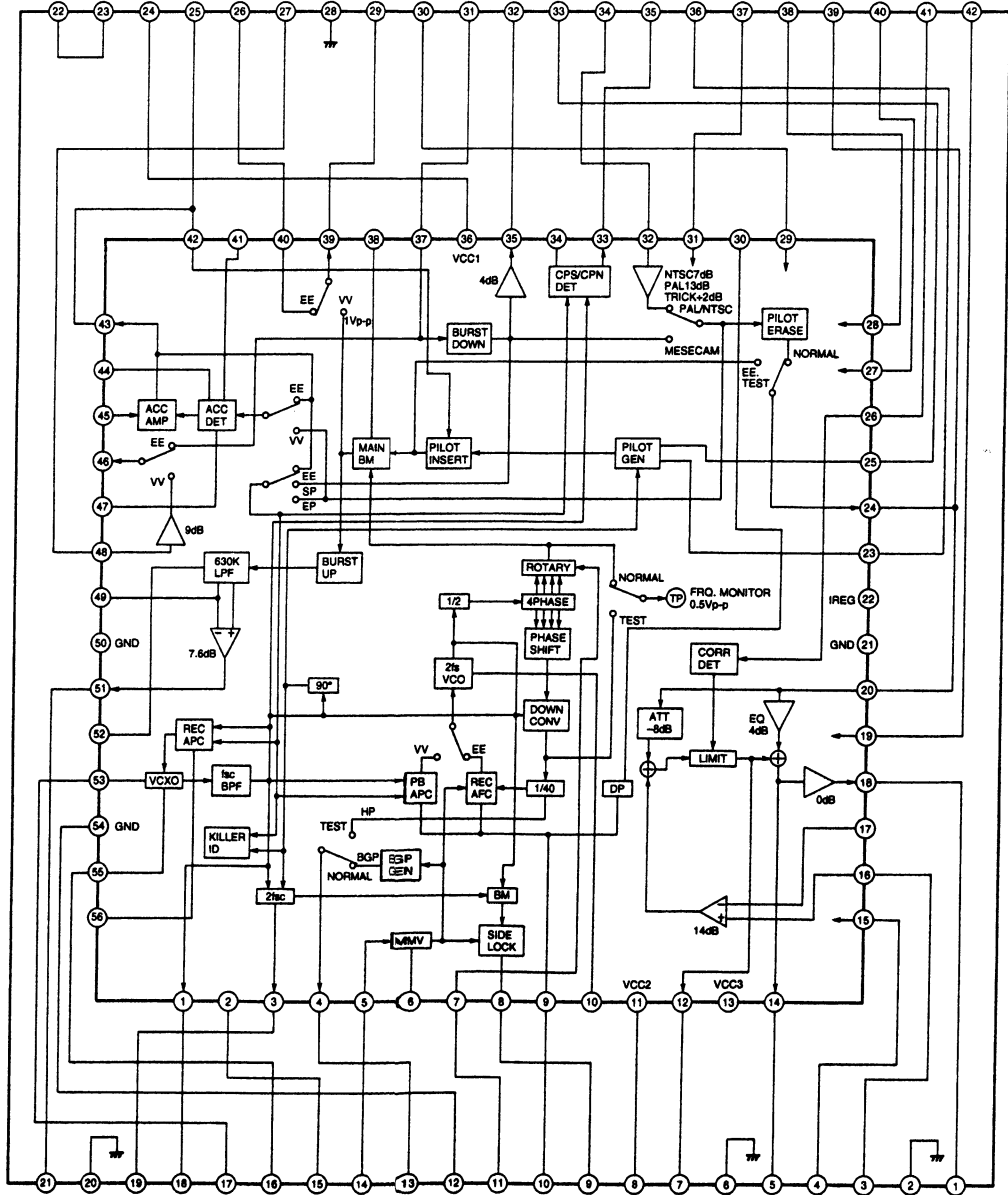 22 23 24 25 26 27 28 29 30 31 32 33 34 35 36 37 38 39 40 41 42
42 41 40 39 38 37 36 35 34 33 32 31 30 29
VCC1
4dB
CPS/CPN
DET
NTSC7dB
PAL13dB
TRICK+2dB
PAL/NTSC
EE
VV
1Vp-p
BURST
DOWN
PILOT
ERASE
MESECAM
NORMAL
EE.
TEST
43
28
44
27
45
ACC
AMP
ACC
DET
EE
26
46
EE
VV
MAIN
BM
PILOT
INSERT
PILOT
GEN
25
VV
EE
SP
EP
47
24
9dB
48
23
630K
LPF
BURST
UP
ROTARY
NORMAL
TP
FRQ. MONITOR
0.5Vp-p
49
1/2
4PHASE
IREG
22
TEST
50
GND
7.6dB
PHASE
SHIFT
GND
21
2fs
VCO
CORR
DET
51
90°
20
52
REC
APC
DOWN
CONV
ATT
–8dB
EQ
4dB
19
VV
EE
LIMIT
53
VCXO
fsc
BPF
PB
APC
REC
AFC
1/40
DP
18
0dB
HP
54
GND
TEST
17
KILLER
ID
BGP
NORMAL
BGP
GEN
55
16
2fsc
BM
14dB
15
56
MMV
SIDE
LOCK
VCC2
VCC3
1 2 3 4 5 6 7 8 9 10 11 12 13 14
21 20 19 18 17 16 15 14 13 12 11 10 9 8 7 6 5 4 3 2 1